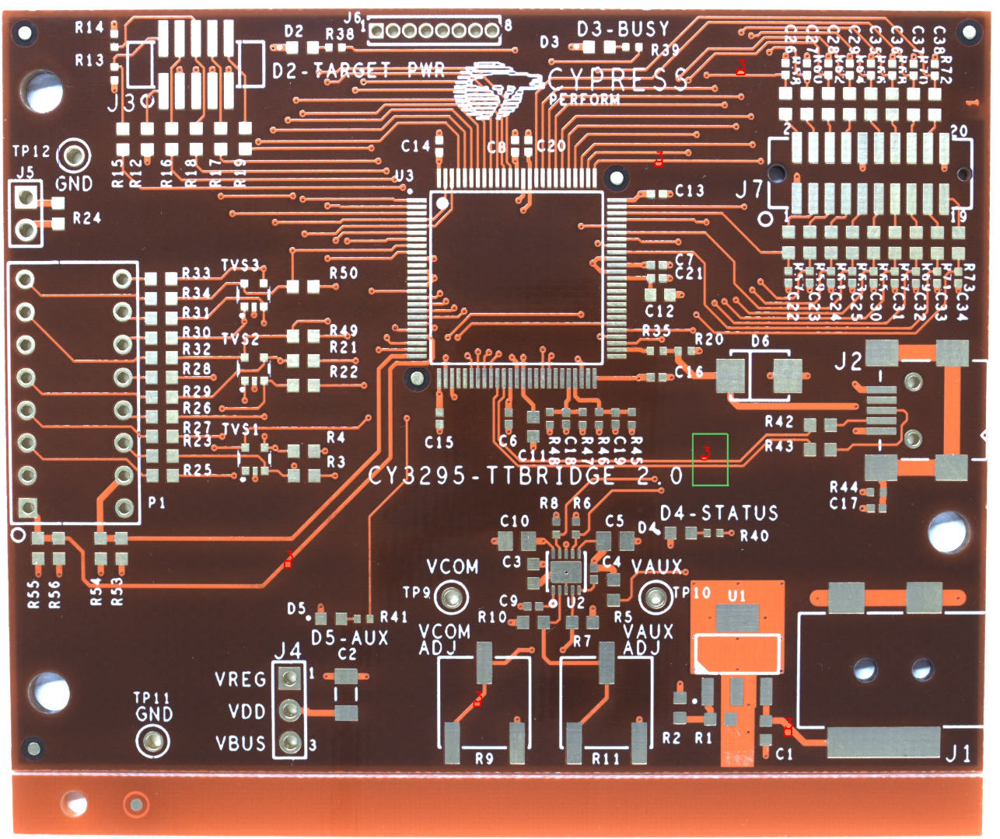 J6
1
8
R14
D2
R38
D3
D3-BUSY
R39
R13
D2-TARGET PWR
CYPRESS
PERFORM
J3
C26
C27
C28
C29
C35
C36
C37
C38
R58
R60
R62
R64
R66
R68
R70
R72
3
1
2
20
TP12
GND
R15
R12
R16
R18
R17
R19
C14
C8
C20
3
U3
J5
R24
C13
J7
1
19
TVS3
R33
R34
R31
R30
R32
R28
R29
R26
R27
R23
R25
R50
TVS2
R49
R21
R22
TVS1
R4
R3
C7
C21
C12
R35
R20
C16
D6
R57
R59
R61
R63
R65
R67
R69
R71
R73
C22
C23
C24
C25
C30
C31
C32
C33
C34
J2
R42
R43
C15
C6
C11
R48
C18
R47
R46
C19
R45
3
CY3295-TTBRIDGE 2.0
P1
R44
C17
R8
R6
C10
C5
D4
D4-STATUS
R40
R55
R56
R54
R53
3
VCOM
C3
C4
VAUX
TP9
TP10
C9
U2
R10
R5
R7
U1
D5
R41
D5-AUX
VCOM
ADJ
VAUX
ADJ
J4
C2
VREG
1
VDD
VBUS
3
TP11
GND
3
R9
R11
R2
R1
C1
3
J1